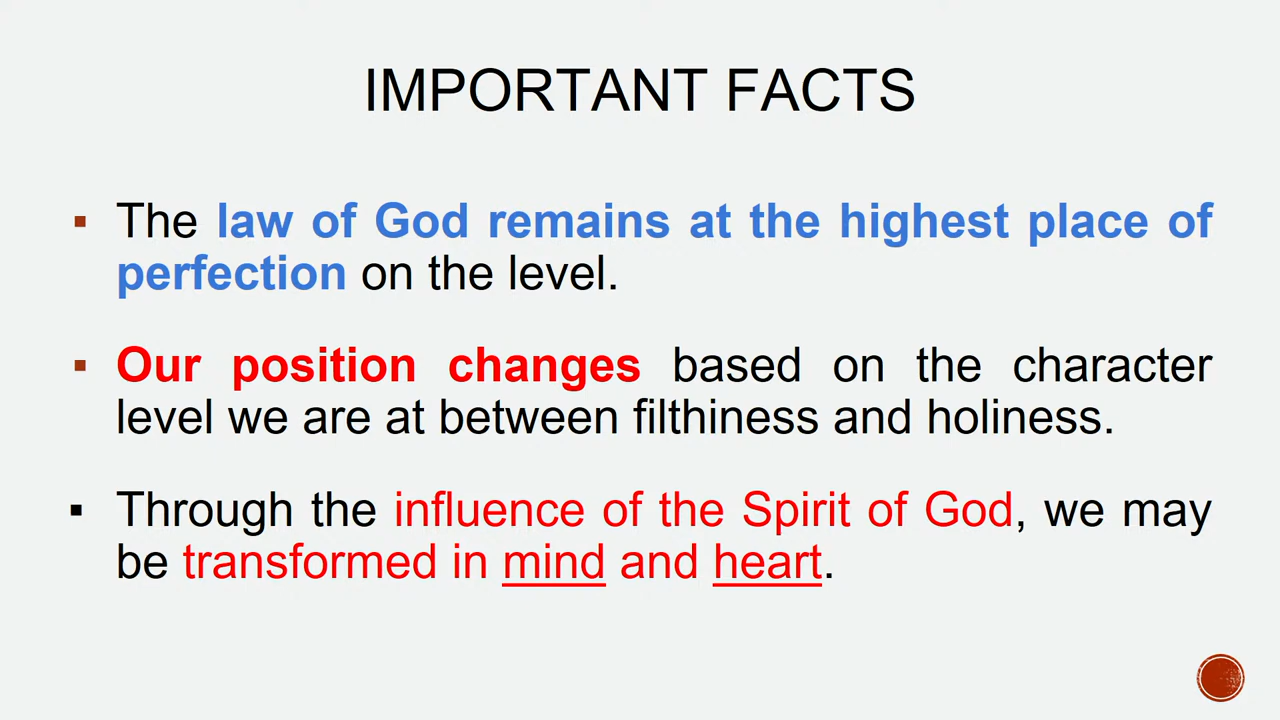 IMPORTANT FACTS
▪ The law of God remains at the highest place of
perfection on the level.
▪ Our position changes based on the character
level we are at between filthiness and holiness.
▪ Through the influence of the Spirit of God, we may
be transformed in mind and heart.